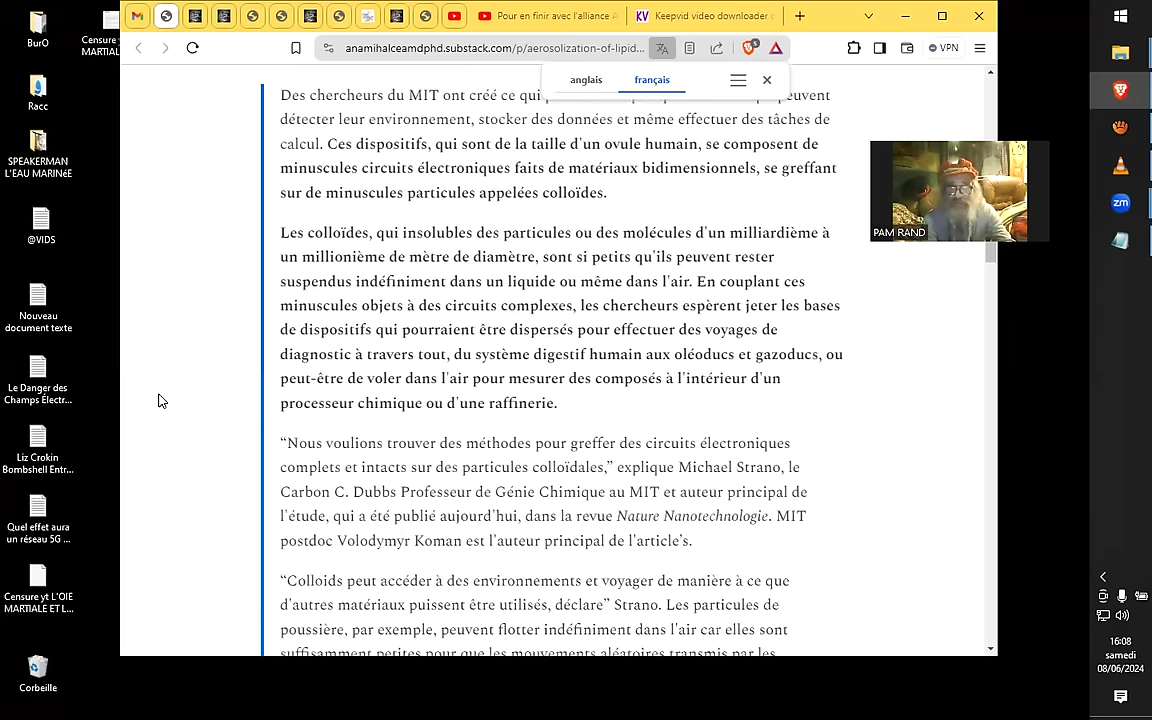 BurO
Censure yt
MARTIAL
Racc
SPEAKERMAN
L'EAU MARINéE
@VIDS
Nouveau
document texte
Le Danger des
Champs Électr...
Liz Crokin
Bombshell Entr...
Quel effet aura
un réseau 5G ...
Censure yt L'OIE
MARTIALE ET L...
Corbeille
Pour en finir avec l'alliance
Keepvid video downloader
anamihalceamdphd.substack.com/p/aerosolization-of-lipid...
VPN
anglais français
Des chercheurs du MIT ont créé ce qui peuvent
détecter leur environnement, stocker des données et même effectuer des tâches de
calcul. Ces dispositifs, qui sont de la taille d'un ovule humain, se composent de
minuscules circuits électroniques faits de matériaux bidimensionnels, se greffant
sur de minuscules particules appelées colloïdes.
Les colloïdes, qui insolubles des particules ou des molécules d'un milliardième à
un millionième de mètre de diamètre, sont si petits qu'ils peuvent rester
suspendus indéfiniment dans un liquide ou même dans l'air. En couplant ces
minuscules objets à des circuits complexes, les chercheurs espèrent jeter les bases
de dispositifs qui pourraient être dispersés pour effectuer des voyages de
diagnostic à travers tout, du système digestif humain aux oléoducs et gazoducs, ou
peut-être de voler dans l'air pour mesurer des composés à l'intérieur d'un
processeur chimique ou d'une raffinerie.
“Nous voulions trouver des méthodes pour greffer des circuits électroniques
complets et intacts sur des particules colloïdales,” explique Michael Strano, le
Carbon C. Dubbs Professeur de Génie Chimique au MIT et auteur principal de
l'étude, qui a été publié aujourd'hui, dans la revue Nature Nanotechnologie. MIT
postdoc Volodymyr Koman est l'auteur principal de l'article's.
“Colloids peut accéder à des environnements et voyager de manière à ce que
d'autres matériaux puissent être utilisés, déclare” Strano. Les particules de
poussière, par exemple, peuvent flotter indéfiniment dans l'air car elles sont
suffisamment petites pour que les mouvements aléatoires transmis par les
PAM RAND
zm
16:08
samedi
08/06/2024